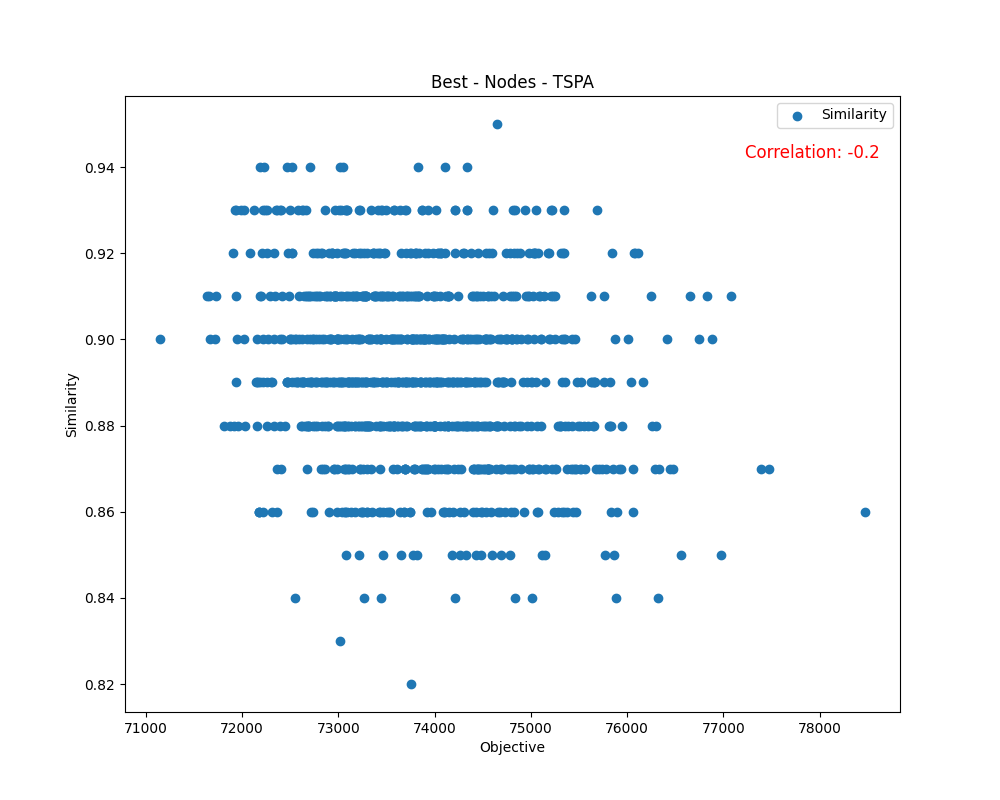 Best - Nodes - TSPA
Similarity
Correlation: -0.2
0.94
0.92
0.90
0.88
0.86
0.84
0.82
Similarity
71000 72000 73000 74000 75000 76000 77000 78000
Objective